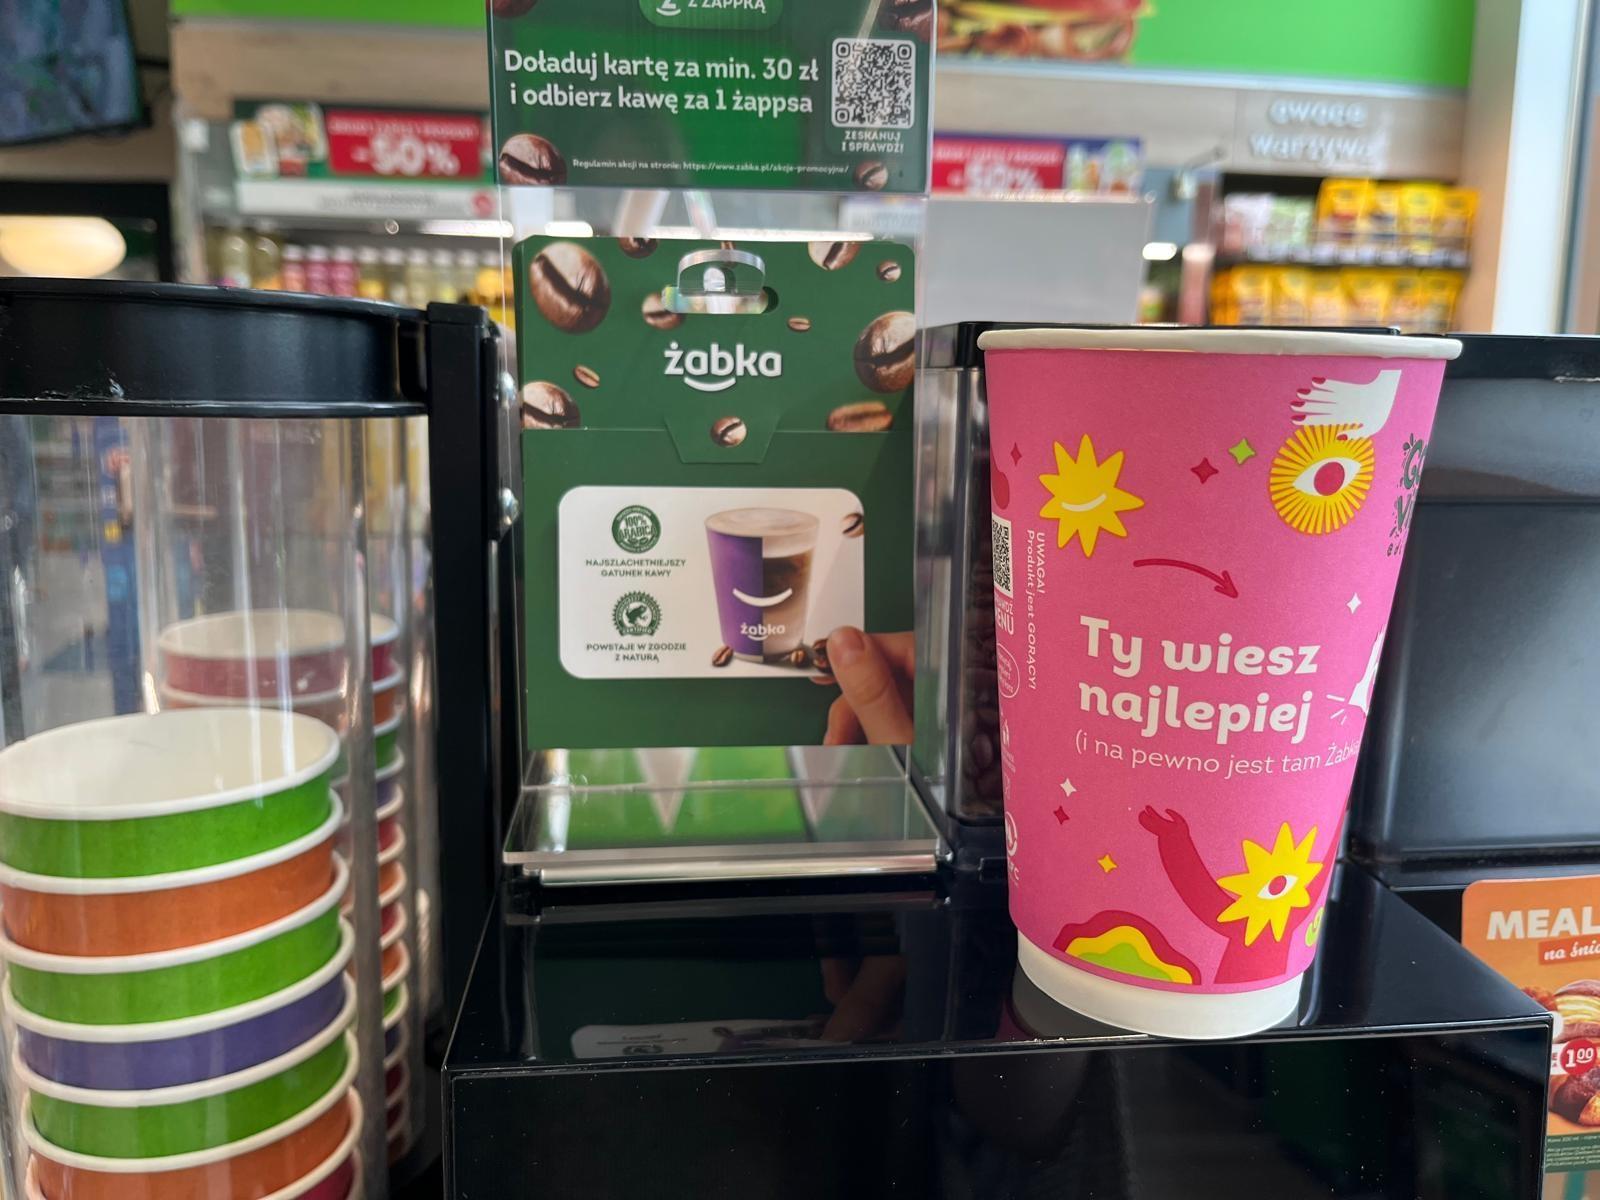 Z ŻAPPKĄ
Doładuj kartę za min. 30 zł
i odbierz kawę za 1 żappsa
ZESKANUJ
I SPRAWDŹ!
Regulamin akcji na stronie: https://www.zabka.pl/akcje-promocyjne/
-50%
-50%
owoce
warzywa
żabka
100%
ARABICA
NAJSZLACHETNIEJSZY
GATUNEK KAWY
POWSTAJE W ZGODZIE
Z NATURĄ
żabka
UWAGA!
Produkt jest GORĄCY!
MENU
Ty wiesz
najlepiej
(i na pewno jest tam Żabka
MEAL
na śnia
1.00